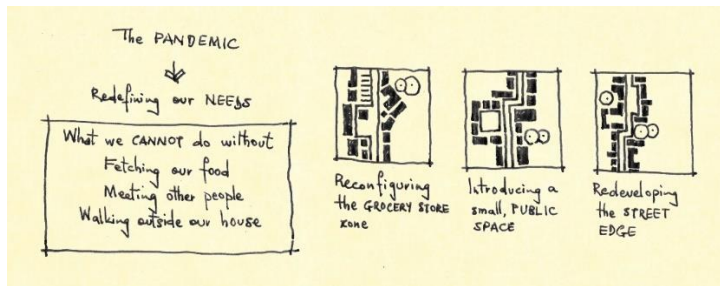 The PANDEMIC
Redefining our NEEDS
What we CANNOT do without
Fetching our food
Meeting other people
Walking outside our house
Reconfiguring
the GROCERY STORE
zone
Introducing a
small, PUBLIC
SPACE
Redeveloping
the STREET
EDGE